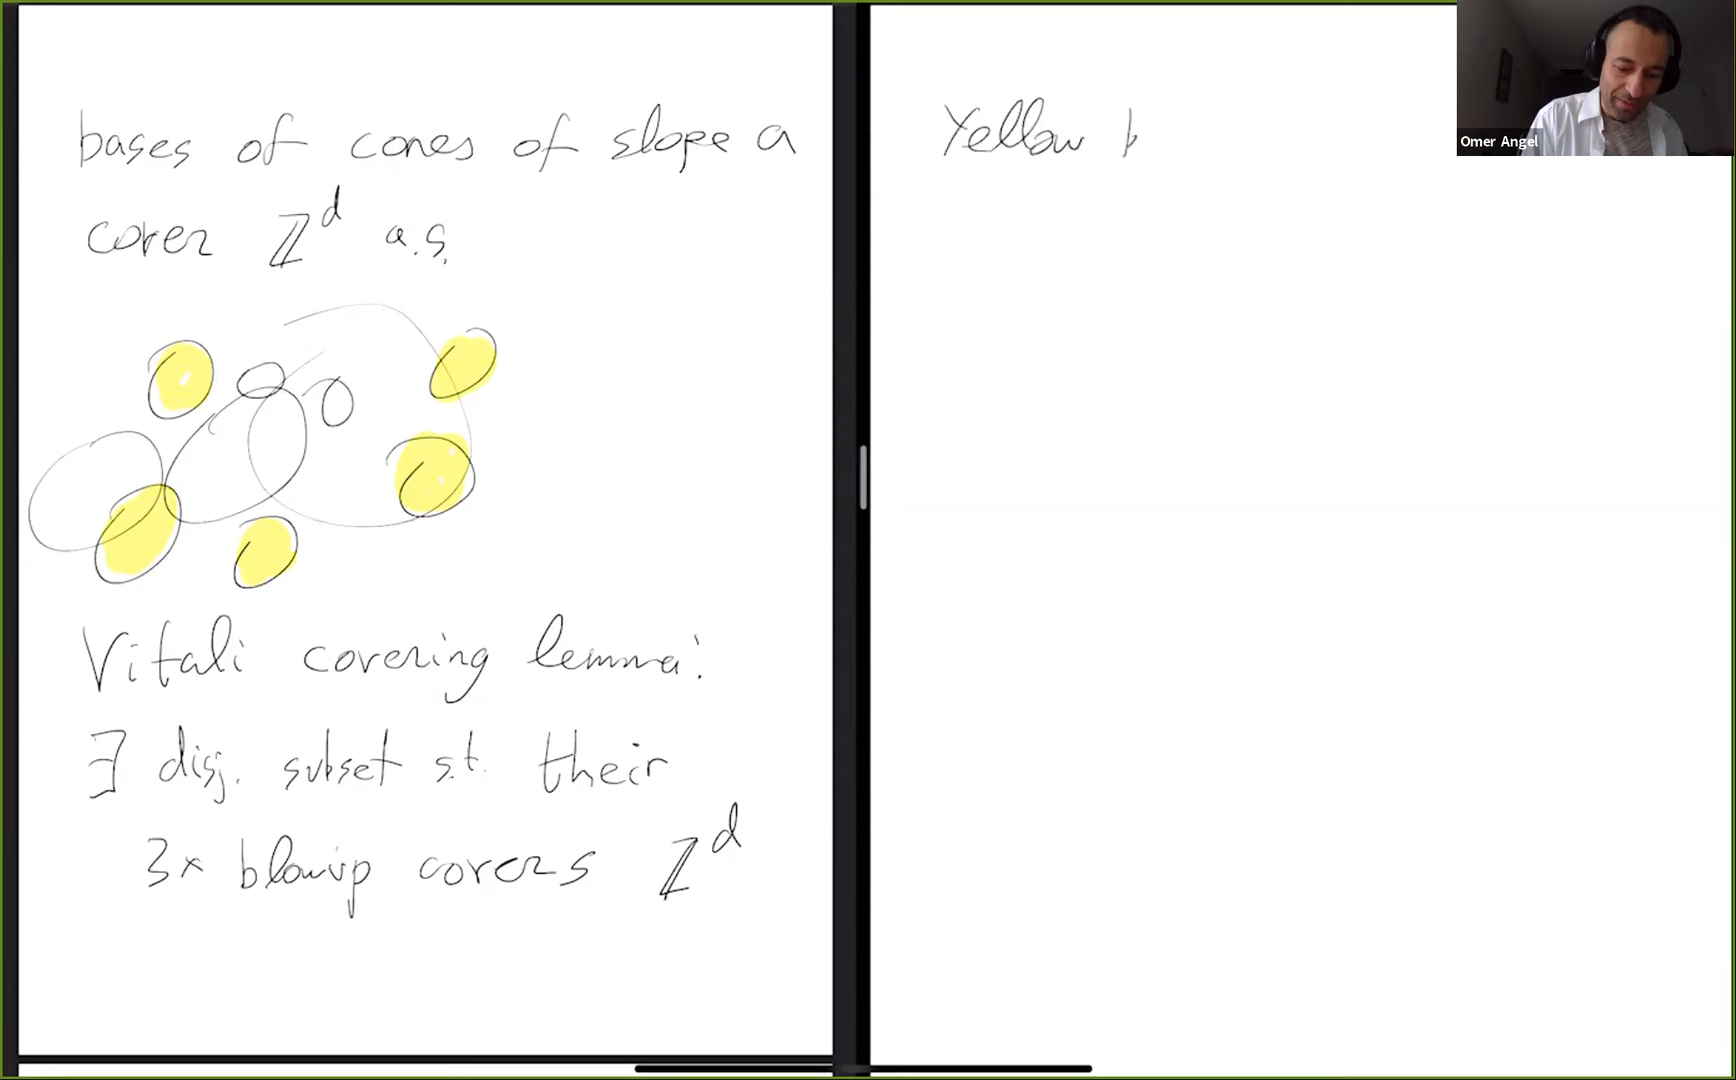 bases of cones of slope a
cover ℤ^d a.s.
Vitali covering lemma:
∃ disj. subset s.t. their
3x blowup covers ℤ^d
Yellow
Omer Angel